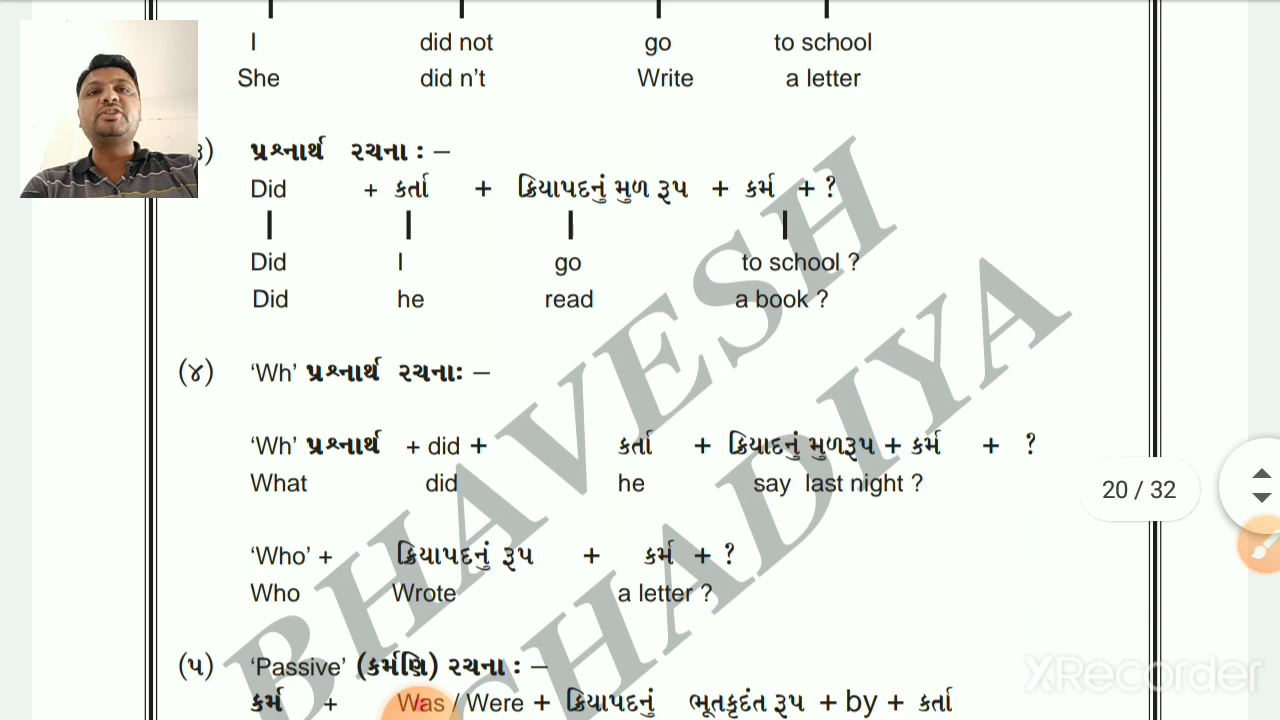 I did not go to school
She did n't Write a letter
૩) પ્રશ્નાર્થ રચના : –
Did + કર્તા + ક્રિયાપદનું મુળ રૂપ + કર્મ + ?
Did I go to school ?
Did he read a book ?
(૪) 'Wh' પ્રશ્નાર્થ રચનાઃ –
'Wh' પ્રશ્નાર્થ + did + કર્તા + ક્રિયાદનું મુળરૂપ + કર્મ + ?
What did he say last night ?
20 / 32
'Who' + ક્રિયાપદનું રૂપ + કર્મ + ?
Who Wrote a letter ?
(૫) 'Passive' (કર્મણિ) રચના : –
કર્મ + Was / Were + ક્રિયાપદનું ભૂતકૃદંત રૂપ + by + કર્તા
BHAVESH
CHADIYA
XRecorder